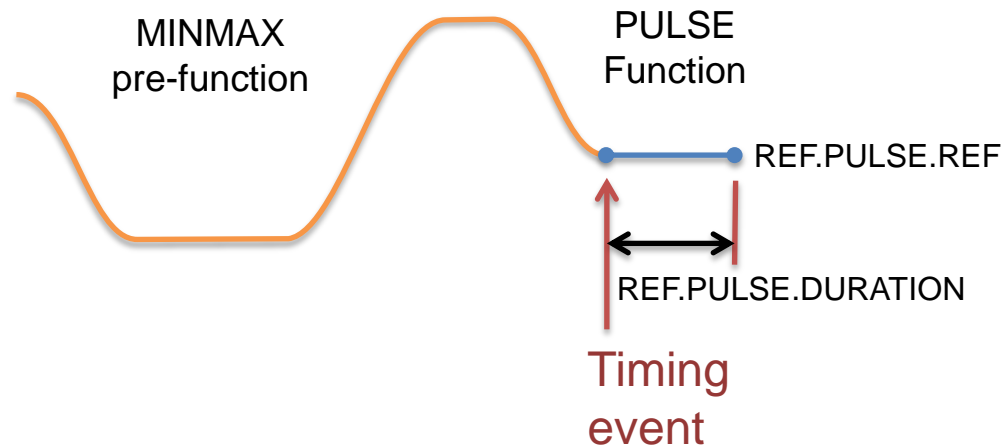 MINMAX
pre-function
PULSE
Function
REF.PULSE.REF
REF.PULSE.DURATION
Timing
event